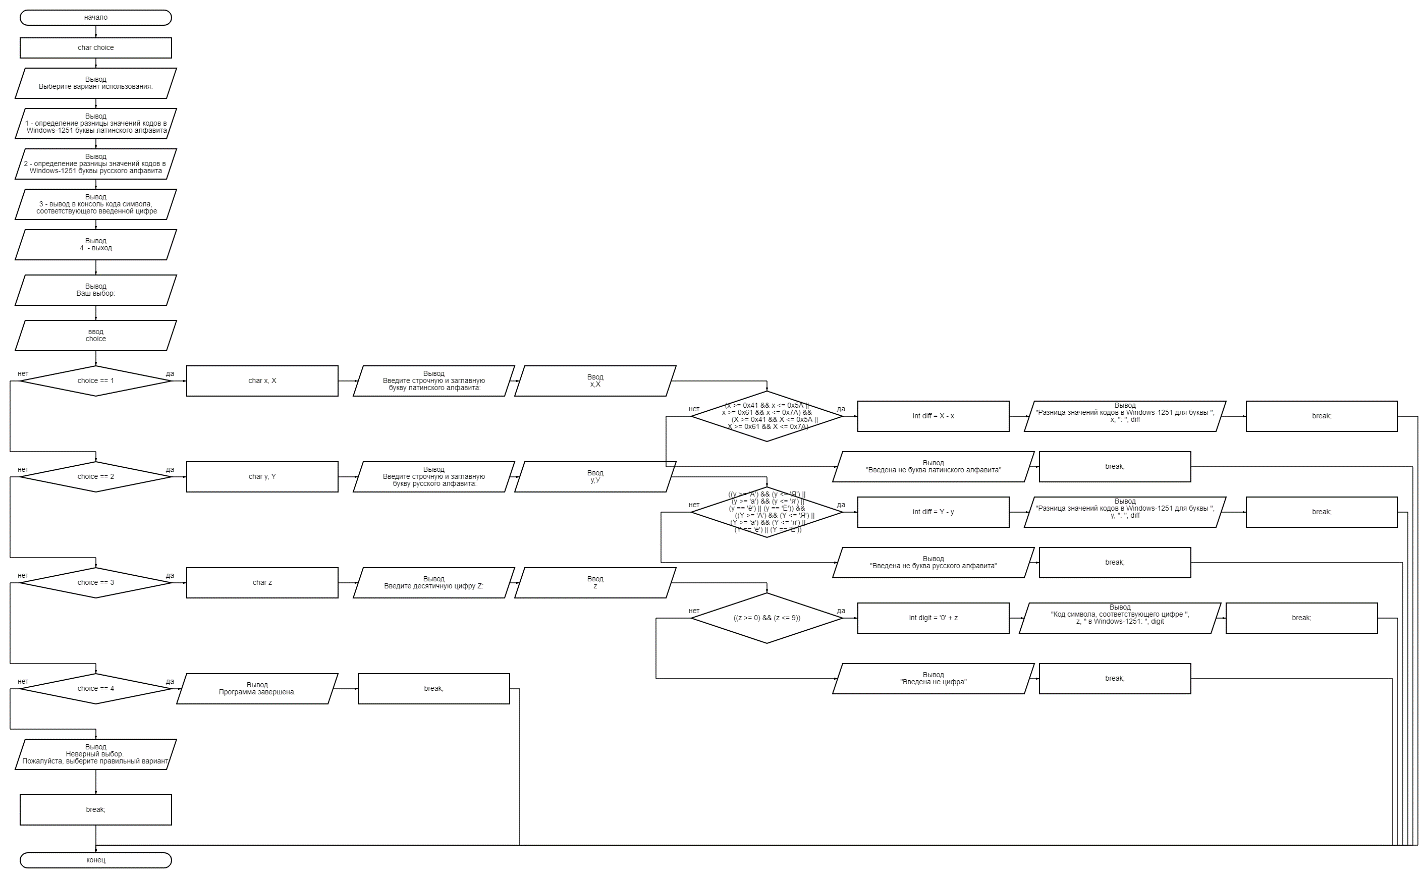 начало
char choice
Вывод
Выберите вариант использования:
Вывод
1 - определение разницы значений кодов в
Windows-1251 буквы латинского алфавита
Вывод
2 - определение разницы значений кодов в
Windows-1251 буквы русского алфавита
Вывод
3 - вывод в консоль кода символа,
соответствующего введенной цифре
Вывод
4 - выход
Вывод
Ваш выбор:
ввод
choice
нет
choice == 1
да
char x, X
Вывод
Введите строчную и заглавную
букву латинского алфавита:
Ввод
x,X
нет
(x >= 0x41 && x <= 0x5A ||
x >= 0x61 && x <= 0x7A) &&
(X >= 0x41 && X <= 0x5A ||
X >= 0x61 && X <= 0x7A)
да
int diff = X - x
Вывод
"Разница значений кодов в Windows-1251 для буквы ",
x, ": ", diff
break;
Вывод
"Введена не буква латинского алфавита"
break;
нет
choice == 2
да
char y, Y
Вывод
Введите строчную и заглавную
букву русского алфавита:
Ввод
y,Y
нет
((y >= 'А') && (y <= 'Я') ||
(y >= 'а') && (y <= 'я') ||
(y == 'ё') || (y == 'Ё')) &&
((Y >= 'А') && (Y <= 'Я') ||
(Y >= 'а') && (Y <= 'я') ||
(Y == 'ё') || (Y == 'Ё'))
да
int diff = Y - y
Вывод
"Разница значений кодов в Windows-1251 для буквы ",
y, ": ", diff
break;
Вывод
"Введена не буква русского алфавита"
break;
нет
choice == 3
да
char z
Вывод
Введите десятичную цифру Z:
Ввод
z
нет
((z >= 0) && (z <= 9))
да
int digit = '0' + z
Вывод
"Код символа, соответствующего цифре ",
z, " в Windows-1251: ", digit
break;
Вывод
"Введена не цифра"
break;
нет
choice == 4
да
Вывод
Программа завершена
break;
Вывод
Неверный выбор.
Пожалуйста, выберите правильный вариант
break;
конец